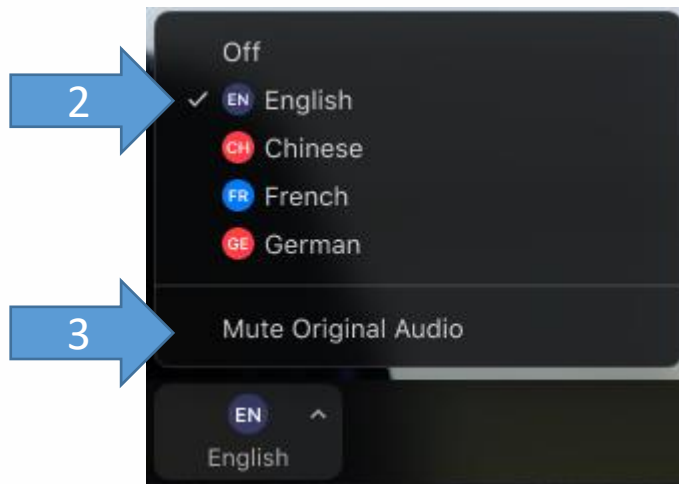 Off
2 ✓ EN English
CH Chinese
FR French
GE German
3 Mute Original Audio
EN
English